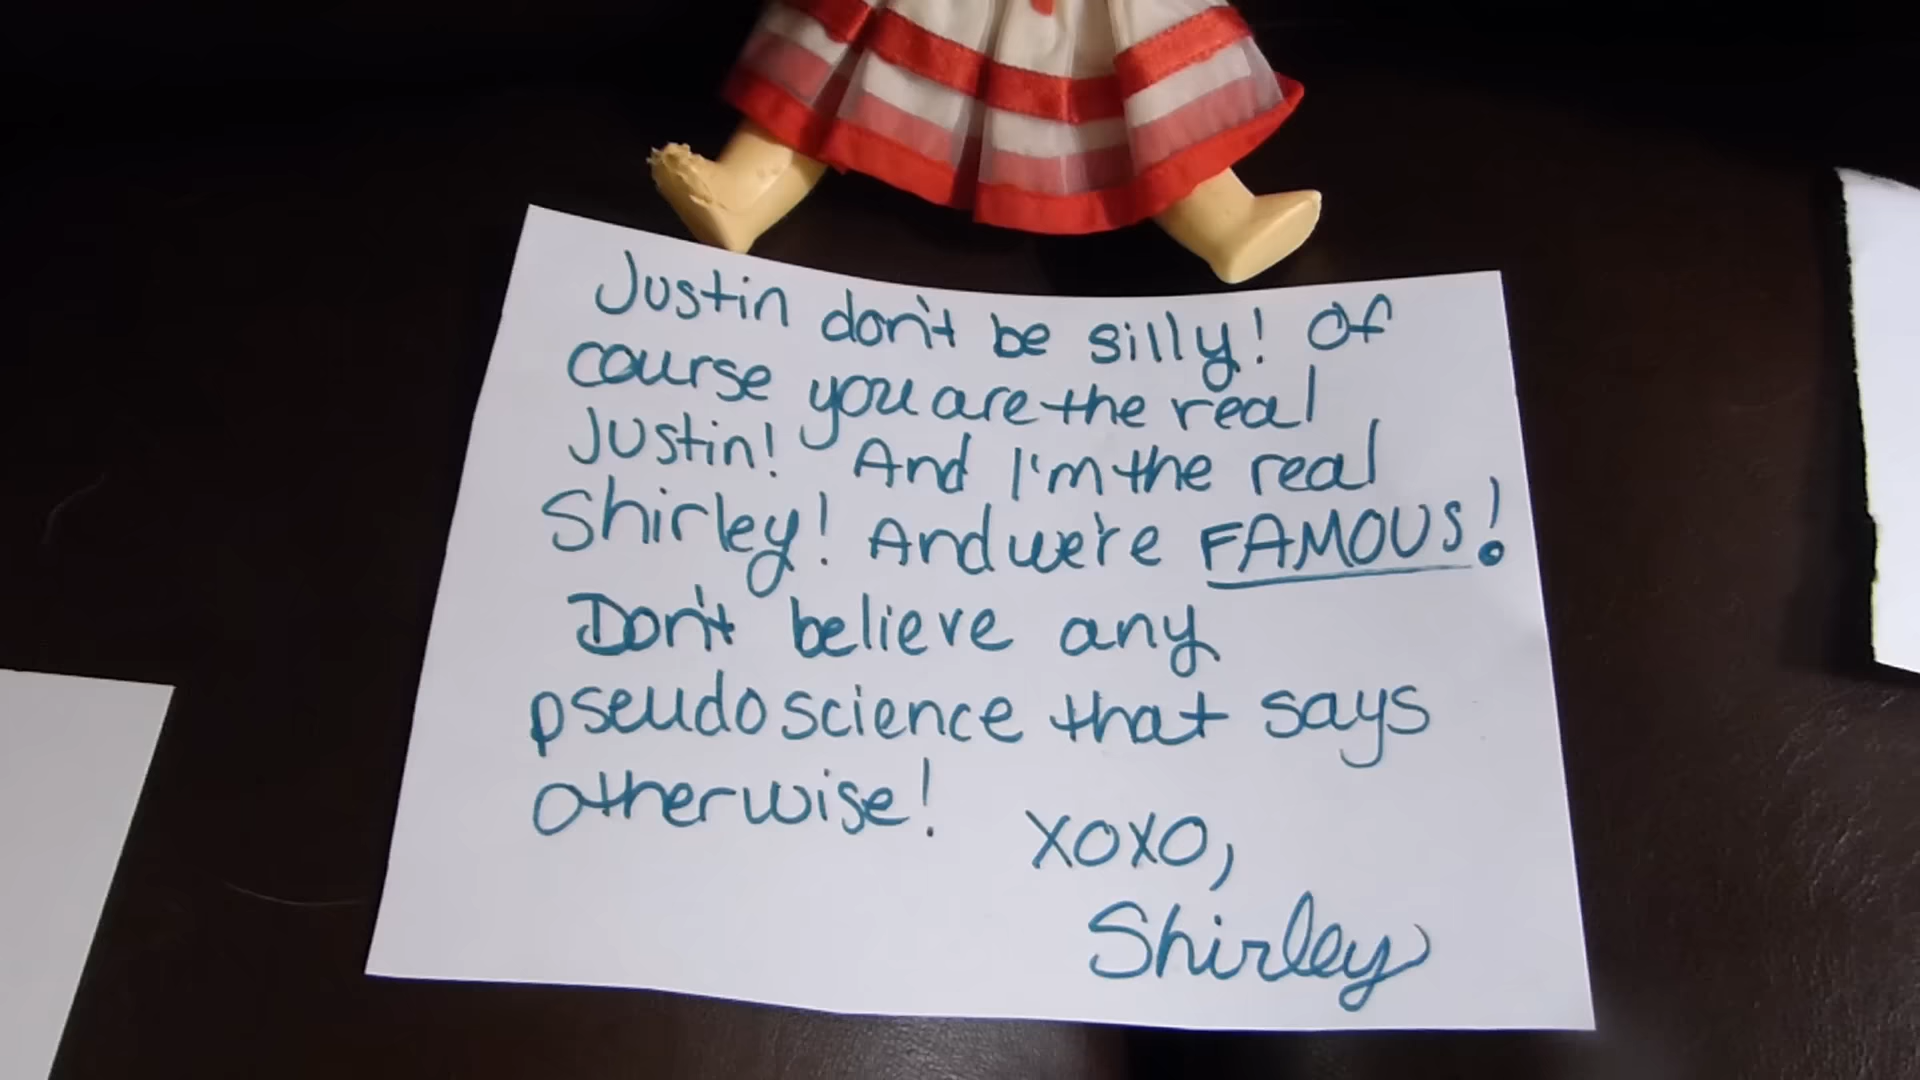 Justin don't be silly! Of
course you are the real
Justin! And I'm the real
Shirley! And we're FAMOUS!
Don't believe any
pseudoscience that says
otherwise!
XOXO,
Shirley